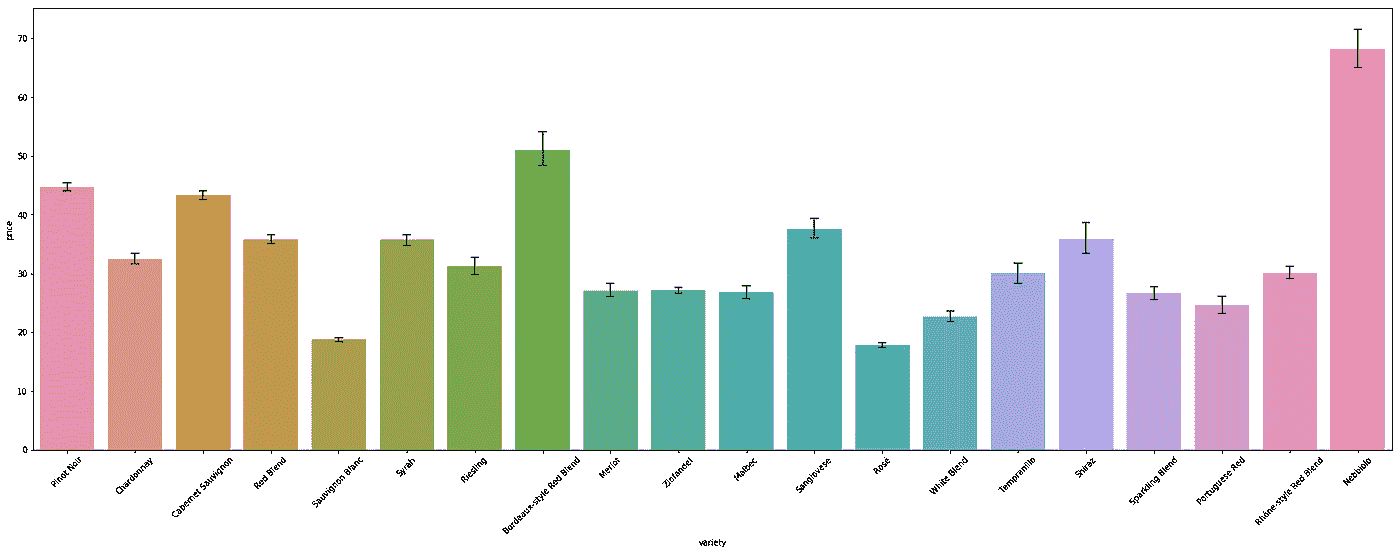 70
60
50
40
30
20
10
0
price
Pinot Noir
Chardonnay
Cabernet Sauvignon
Red Blend
Sauvignon Blanc
Syrah
Riesling
Bordeaux-style Red Blend
Merlot
Zinfandel
Malbec
Sangiovese
Rosé
White Blend
Tempranillo
Shiraz
Sparkling Blend
Portuguese Red
Rhône-style Red Blend
Nebbiolo
variety